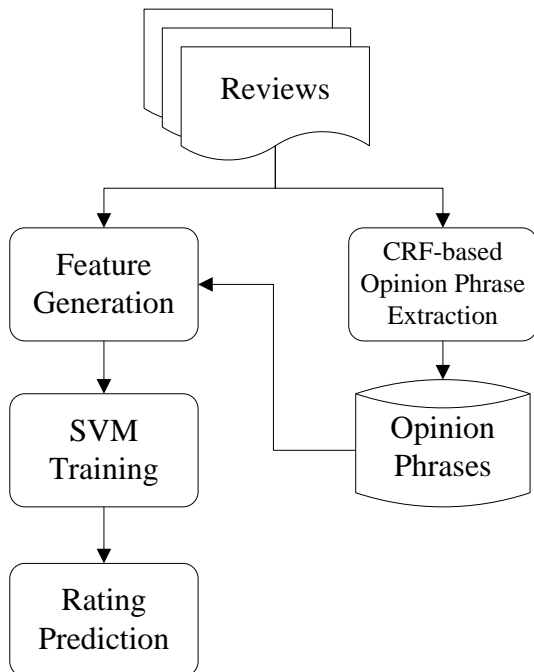 Reviews
Feature
Generation
CRF-based
Opinion Phrase
Extraction
SVM
Training
Opinion
Phrases
Rating
Prediction